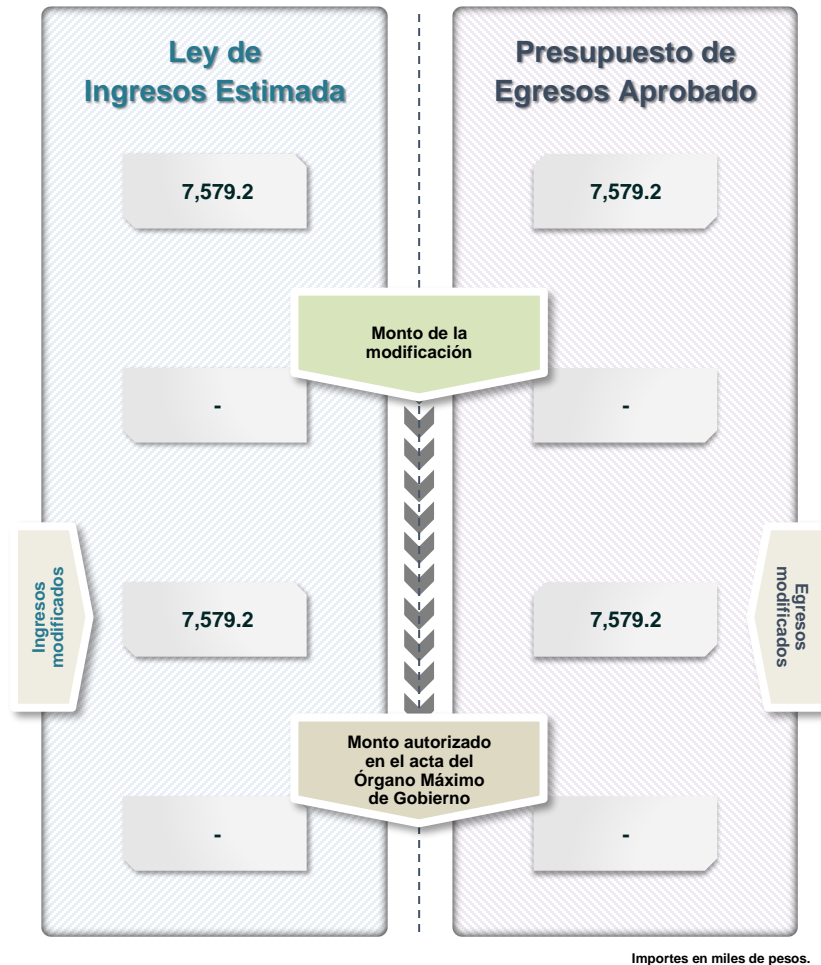 Ley de
Ingresos Estimada
Presupuesto de
Egresos Aprobado
7,579.2
7,579.2
Monto de la
modificación
-
-
Ingresos
modificados
7,579.2
7,579.2
Egresos
modificados
Monto autorizado
en el acta del
Órgano Máximo
de Gobierno
-
-
Importes en miles de pesos.